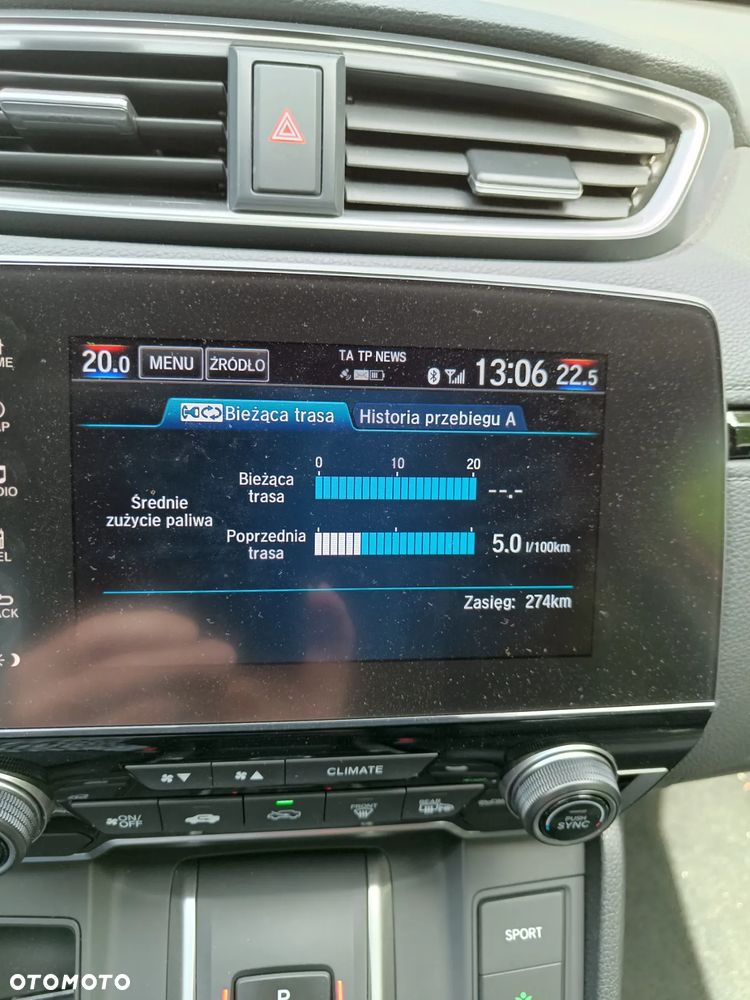 TA TP NEWS
20.0 MENU ŹRÓDŁO 13:06 22.5
Bieżąca trasa Historia przebiegu A
0 10 20
Bieżąca
trasa
--.-
Średnie
zużycie paliwa
Poprzednia
trasa
5.0 l/100km
Zasięg: 274km
CLIMATE
ON/
OFF
FRONT
REAR
PUSH
SYNC
SPORT
P
OTOMOTO